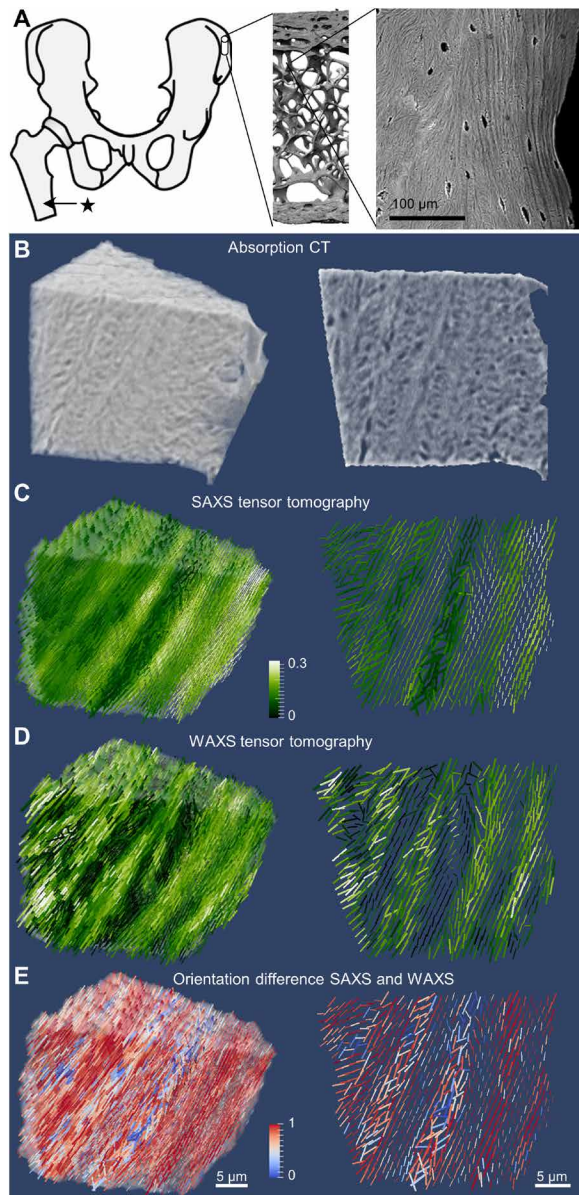 A
100 µm
B
Absorption CT
C
SAXS tensor tomography
0.3
0
D
WAXS tensor tomography
E
Orientation difference SAXS and WAXS
1
0
5 µm
5 µm